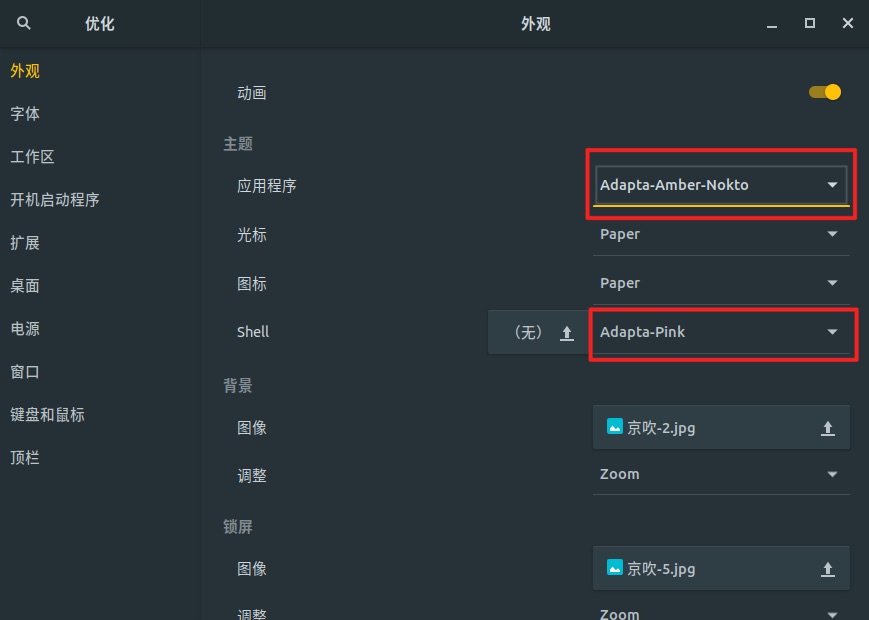 优化
外观
外观
字体
工作区
开机启动程序
扩展
桌面
电源
窗口
键盘和鼠标
顶栏
动画
主题
应用程序 Adapta-Amber-Nokto
光标 Paper
图标 Paper
Shell （无） Adapta-Pink
背景
图像 京吹-2.jpg
调整 Zoom
锁屏
图像 京吹-5.jpg
调整 Zoom